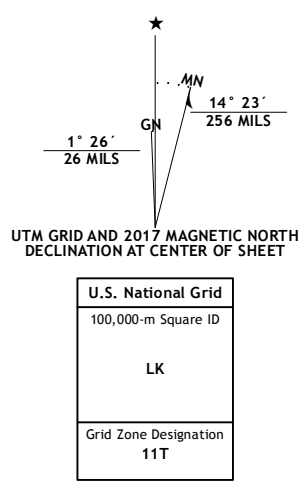 MN
14° 23´
256 MILS
GN
1° 26´
26 MILS
UTM GRID AND 2017 MAGNETIC NORTH
DECLINATION AT CENTER OF SHEET
U.S. National Grid
100,000-m Square ID
LK
Grid Zone Designation
11T